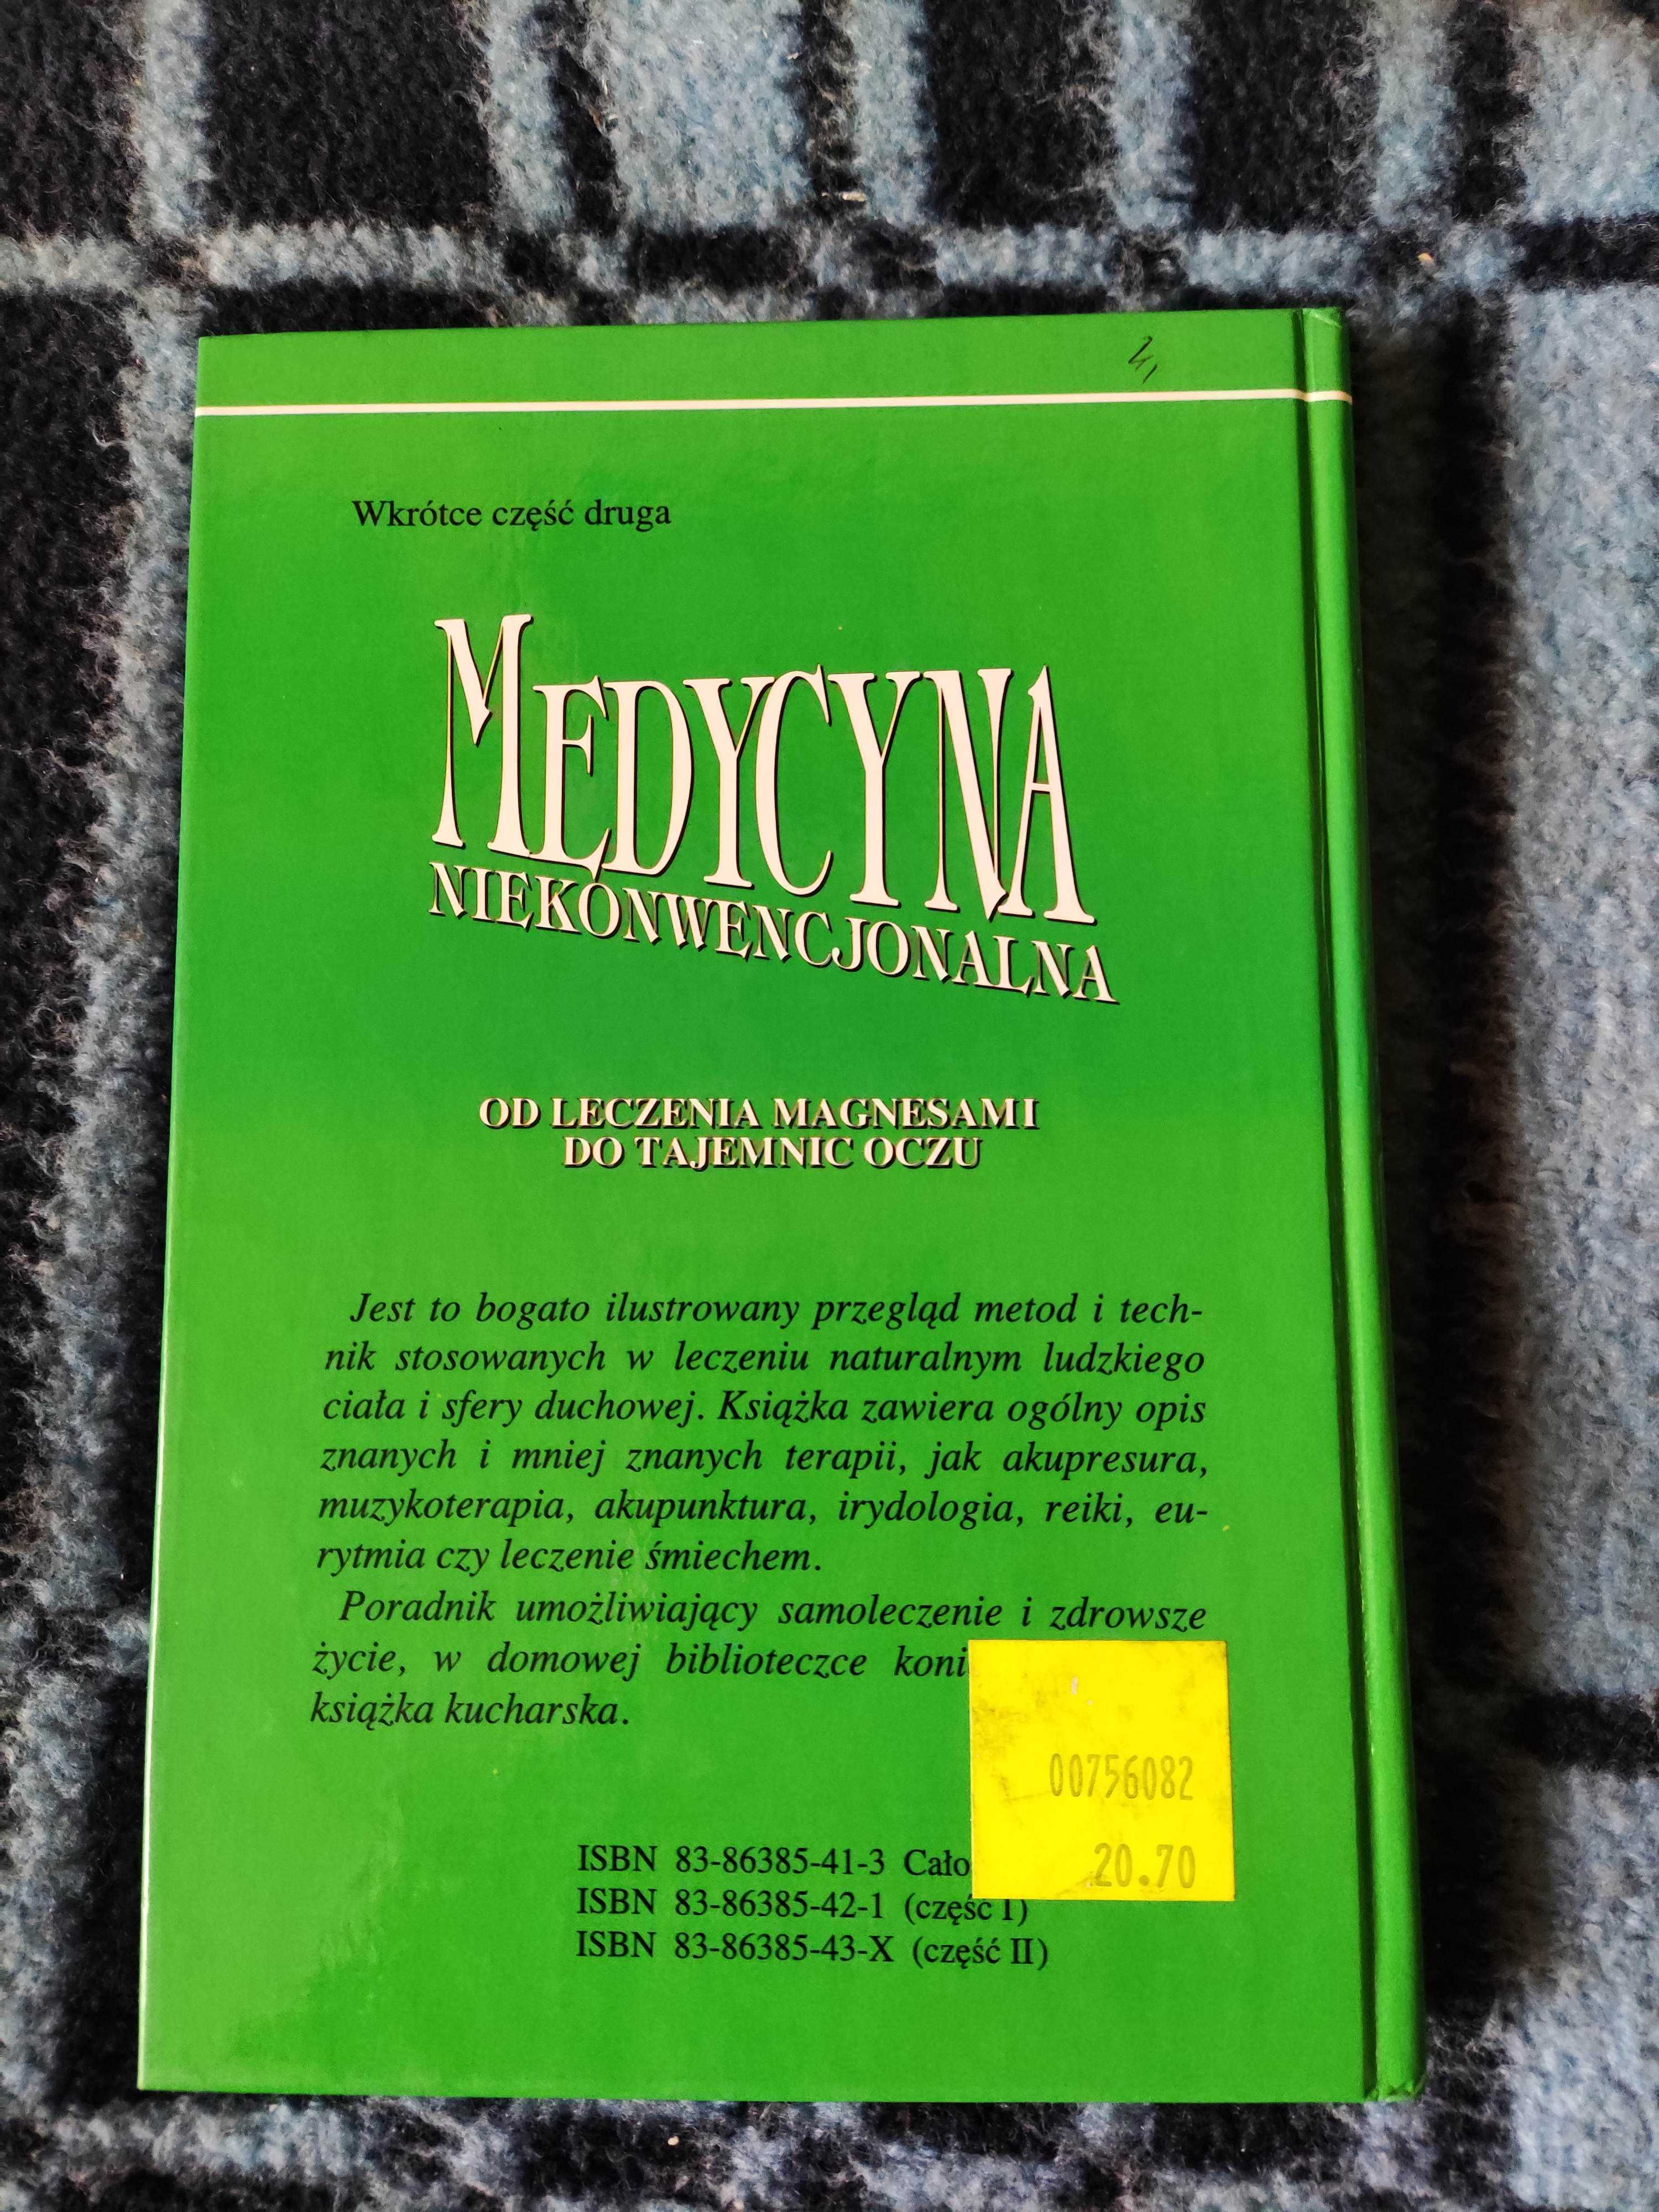 Wkrótce część druga
MEDYCYNA
NIEKONWENCJONALNA
OD LECZENIA MAGNESAMI
DO TAJEMNIC OCZU
Jest to bogato ilustrowany przegląd metod i tech-
nik stosowanych w leczeniu naturalnym ludzkiego
ciała i sfery duchowej. Książka zawiera ogólny opis
znanych i mniej znanych terapii, jak akupresura,
muzykoterapia, akupunktura, irydologia, reiki, eu-
rytmia czy leczenie śmiechem.
Poradnik umożliwiający samoleczenie i zdrowsze
życie, w domowej biblioteczce
książka kucharska.
00756082
20.70
ISBN 83-86385-41-3
ISBN 83-86385-42-1 (część I)
ISBN 83-86385-43-X (część II)